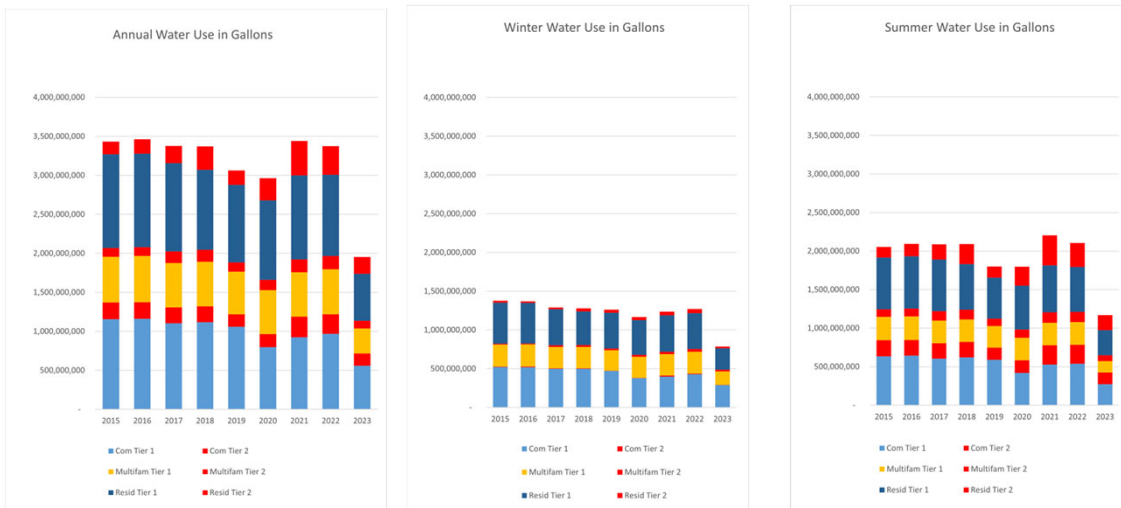 Annual Water Use in Gallons
4,000,000,000
3,500,000,000
3,000,000,000
2,500,000,000
2,000,000,000
1,500,000,000
1,000,000,000
500,000,000
-
2015 2016 2017 2018 2019 2020 2021 2022 2023
Com Tier 1 Com Tier 2
Multifam Tier 1 Multifam Tier 2
Resid Tier 1 Resid Tier 2
Winter Water Use in Gallons
4,000,000,000
3,500,000,000
3,000,000,000
2,500,000,000
2,000,000,000
1,500,000,000
1,000,000,000
500,000,000
-
2015 2016 2017 2018 2019 2020 2021 2022 2023
Com Tier 1 Com Tier 2
Multifam Tier 1 Multifam Tier 2
Resid Tier 1 Resid Tier 2
Summer Water Use in Gallons
4,000,000,000
3,500,000,000
3,000,000,000
2,500,000,000
2,000,000,000
1,500,000,000
1,000,000,000
500,000,000
-
2015 2016 2017 2018 2019 2020 2021 2022 2023
Com Tier 1 Com Tier 2
Multifam Tier 1 Multifam Tier 2
Resid Tier 1 Resid Tier 2